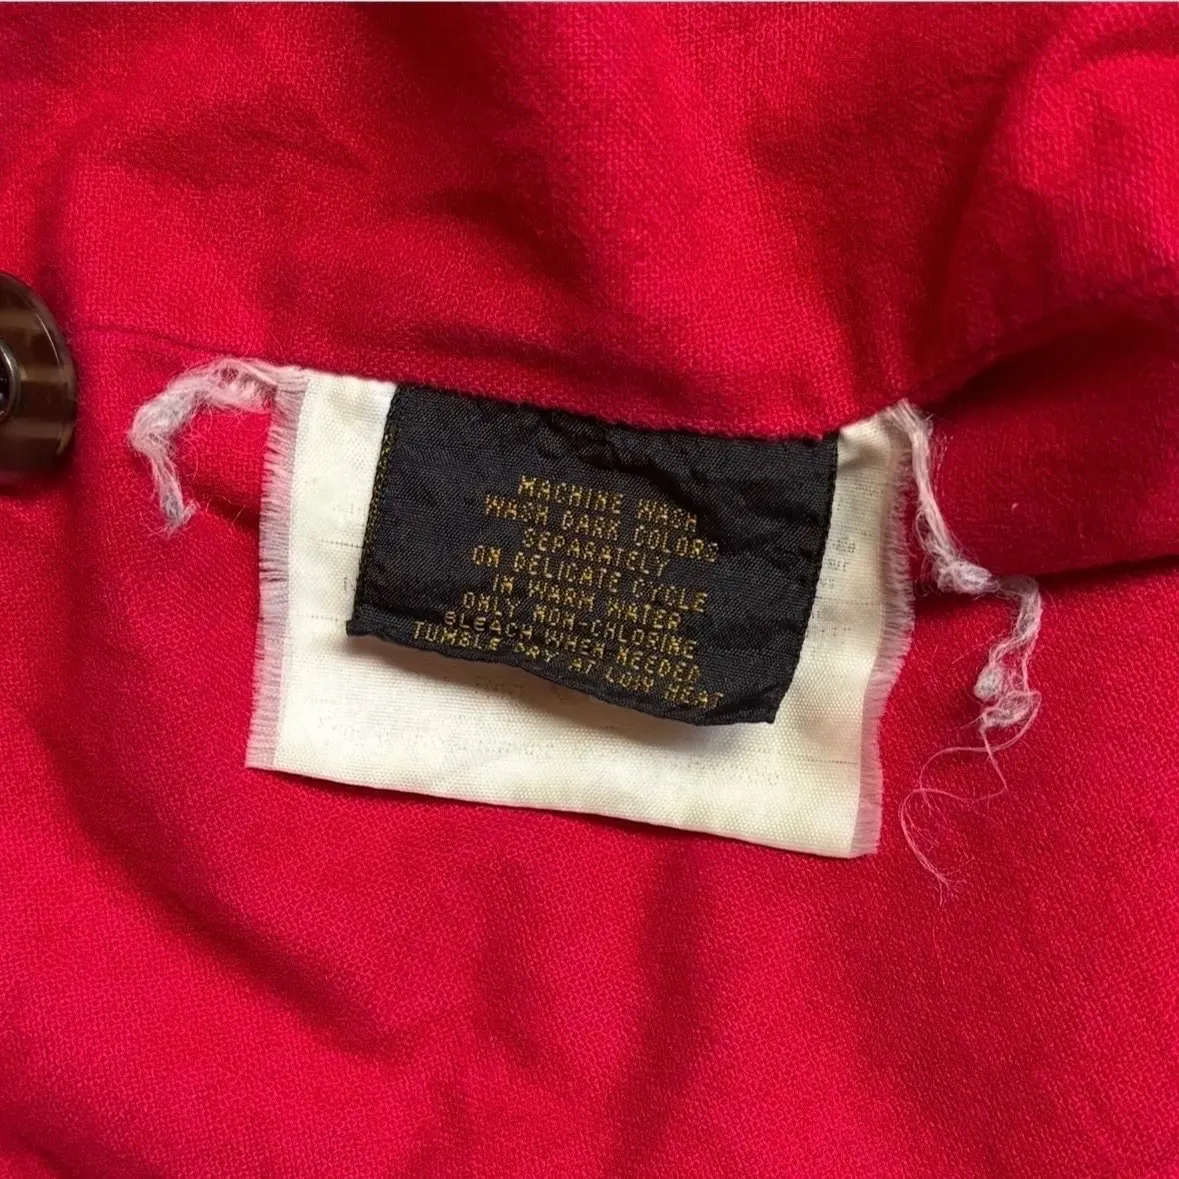 MACHINE WASH
WASH DARK COLORS
SEPARATELY
ON DELICATE CYCLE
IN WARM WATER
ONLY NON-CHLORINE
BLEACH WHEN NEEDED
TUMBLE DRY AT LOW HEAT